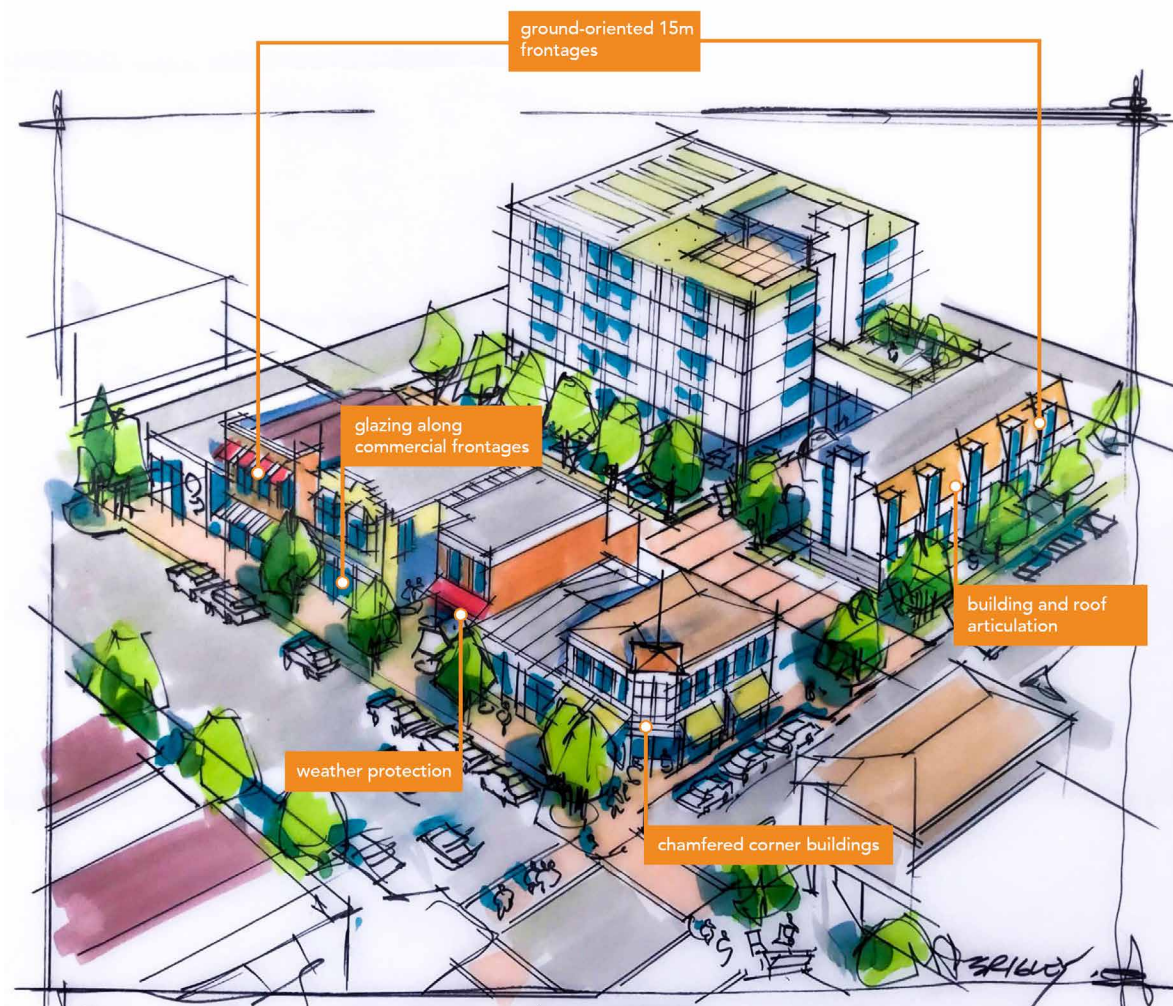 ground-oriented 15m
frontages
glazing along
commercial frontages
building and roof
articulation
weather protection
chamfered corner buildings